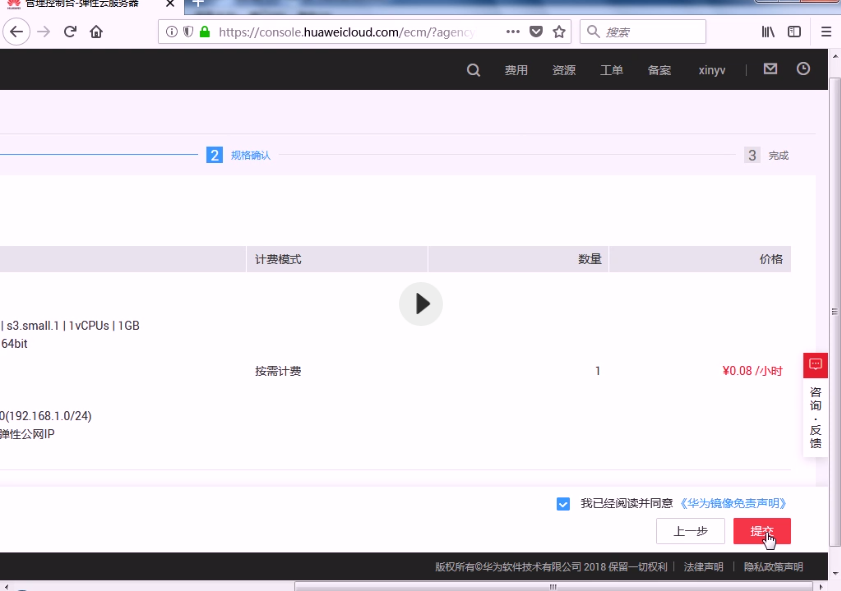 管理控制台-弹性云服务器
https://console.huaweicloud.com/ecm/?agency
搜索
费用 资源 工单 备案 xinyv
2 规格确认 3 完成
计费模式 数量 价格
| s3.small.1 | 1vCPUs | 1GB
64bit
按需计费 1 ¥0.08 /小时
0(192.168.1.0/24)
弹性公网IP
咨询·反馈
我已经阅读并同意 《华为镜像免责声明》
上一步 提交
版权所有©华为软件技术有限公司 2018 保留一切权利 | 法律声明 | 隐私政策声明